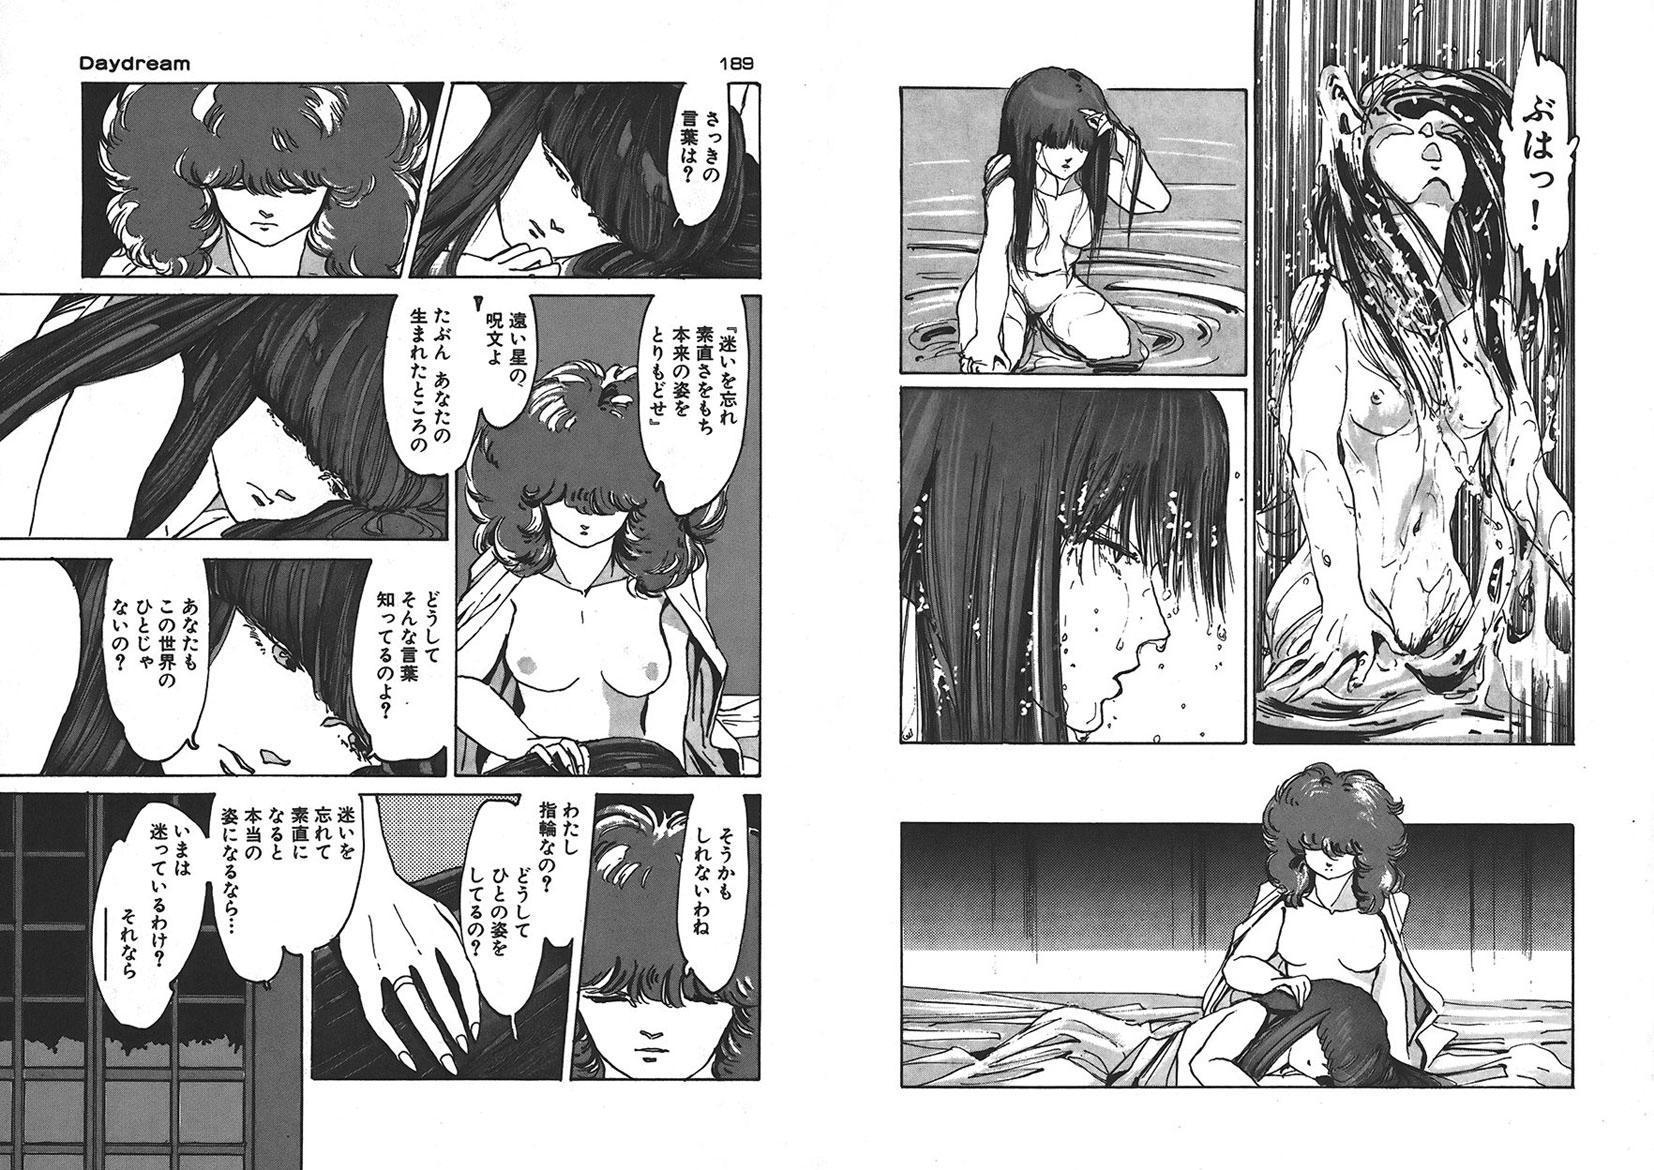 ぶはっ！
Daydream
189
さっきの
言葉は？
『迷いを忘れ
素直さをもち
本来の姿を
とりもどせ』
遠い星の、
呪文よ
たぶん あなたの
生まれたところの
どうして
そんな言葉
知ってるのよ？
あなたも
この世界の
ひとじゃ
ないの？
そうかも
しれないわね
わたし
指輪なの？
どうして
ひとの姿を
してるの？
迷いを
忘れて
素直に
なると
本当の
姿になるなら…
いまは
迷っているわけ？
それなら